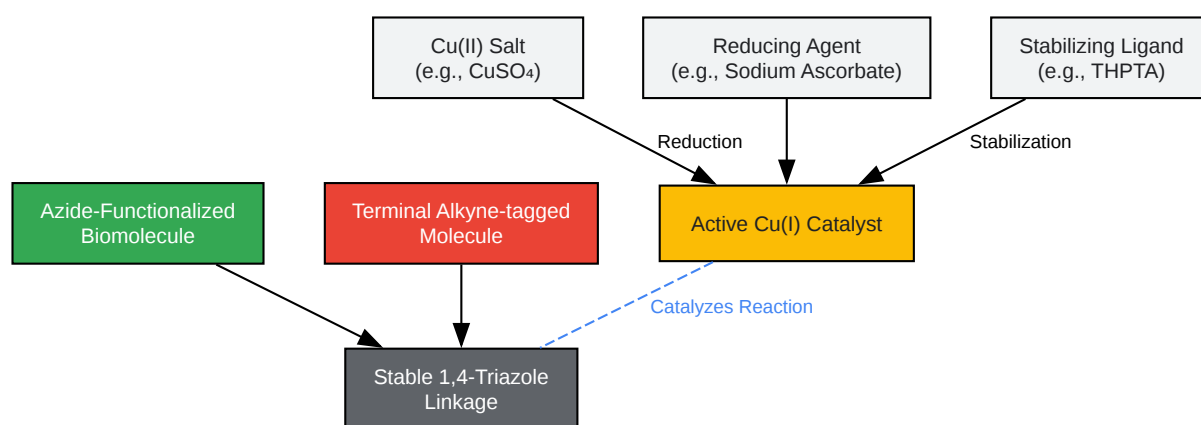 Cu(II) Salt
(e.g., CuSO₄)
Reducing Agent
(e.g., Sodium Ascorbate)
Stabilizing Ligand
(e.g., THPTA)
Reduction
Stabilization
Azide-Functionalized
Biomolecule
Terminal Alkyne-tagged
Molecule
Active Cu(I) Catalyst
Catalyzes Reaction
Stable 1,4-Triazole
Linkage